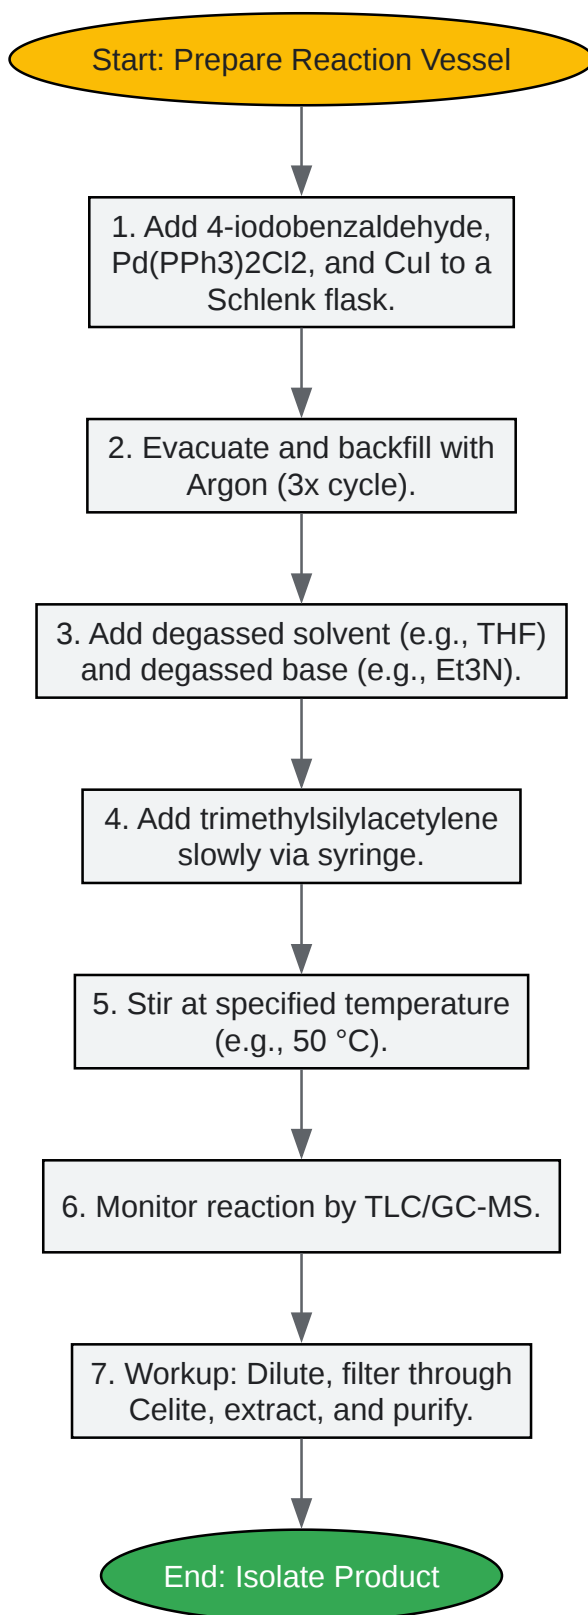 Start: Prepare Reaction Vessel
1. Add 4-iodobenzaldehyde,
Pd(PPh3)2Cl2, and CuI to a
Schlenk flask.
2. Evacuate and backfill with
Argon (3x cycle).
3. Add degassed solvent (e.g., THF)
and degassed base (e.g., Et3N).
4. Add trimethylsilylacetylene
slowly via syringe.
5. Stir at specified temperature
(e.g., 50 °C).
6. Monitor reaction by TLC/GC-MS.
7. Workup: Dilute, filter through
Celite, extract, and purify.
End: Isolate Product